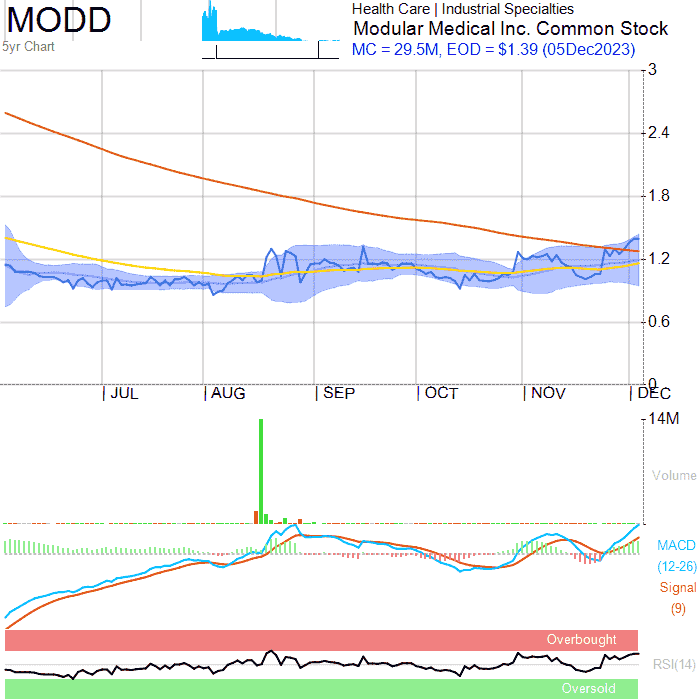 MODD
5yr Chart
Health Care | Industrial Specialties
Modular Medical Inc. Common Stock
MC = 29.5M, EOD = $1.39 (05Dec2023)
3
2.4
1.8
1.2
0.6
0
JUL AUG SEP OCT NOV DEC
14M
Volume
MACD
(12-26)
Signal
(9)
Overbought
RSI(14)
Oversold